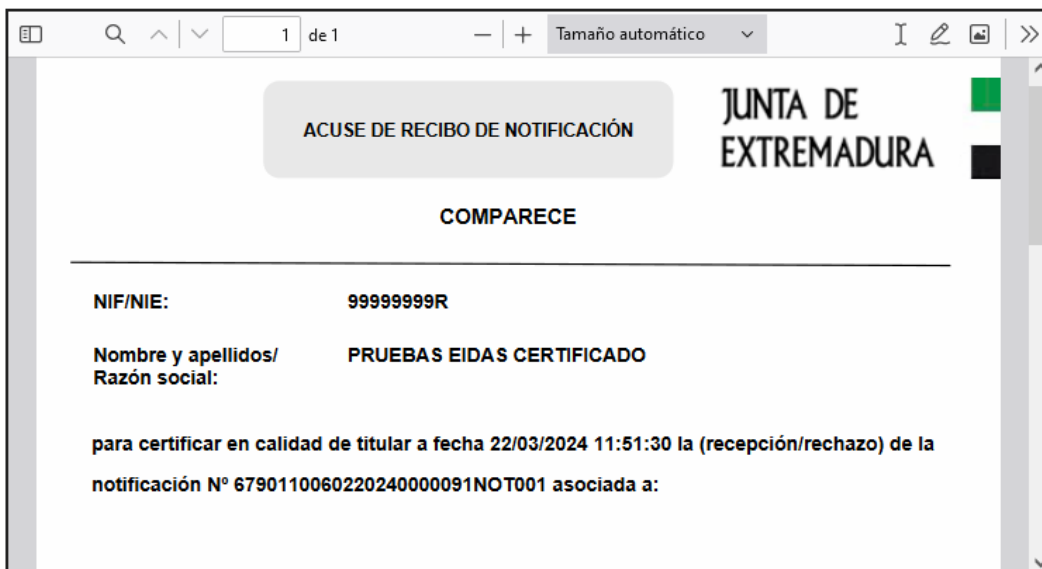 1 de 1 Tamaño automático
ACUSE DE RECIBO DE NOTIFICACIÓN
JUNTA DE
EXTREMADURA
COMPARECE
NIF/NIE: 99999999R
Nombre y apellidos/ PRUEBAS EIDAS CERTIFICADO
Razón social:
para certificar en calidad de titular a fecha 22/03/2024 11:51:30 la (recepción/rechazo) de la
notificación Nº 6790110060220240000091NOT001 asociada a: